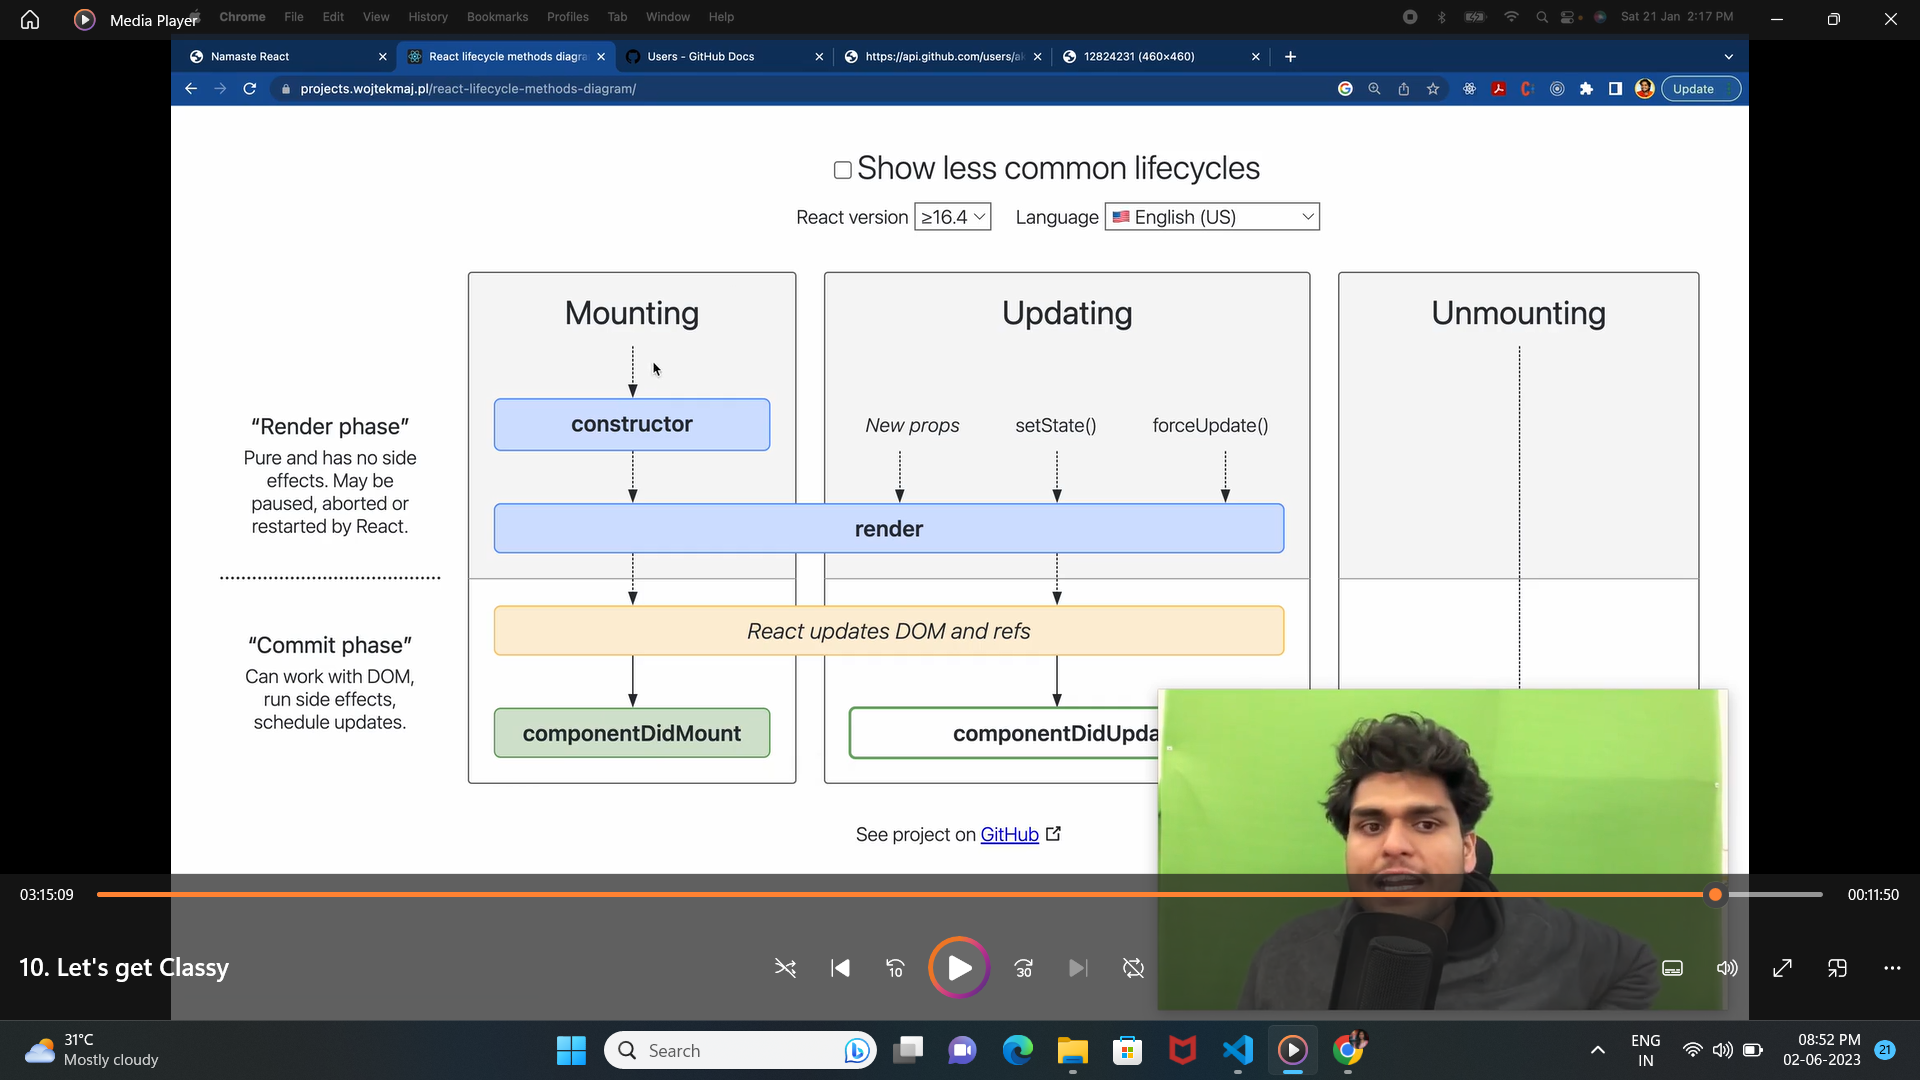 Media Player
Chrome File Edit View History Bookmarks Profiles Tab Window Help
Sat 21 Jan 2:17 PM
Namaste React
React lifecycle methods diagra
Users - GitHub Docs
https://api.github.com/users/ak
12824231 (460×460)
projects.wojtekmaj.pl/react-lifecycle-methods-diagram/
Update
Show less common lifecycles
React version ≥16.4 Language English (US)
Mounting
Updating
Unmounting
“Render phase”
Pure and has no side
effects. May be
paused, aborted or
restarted by React.
constructor
New props setState() forceUpdate()
render
“Commit phase”
Can work with DOM,
run side effects,
schedule updates.
React updates DOM and refs
componentDidMount
componentDidUpda
See project on GitHub
03:15:09
00:11:50
10. Let's get Classy
10
30
31°C
Mostly cloudy
Search
ENG
IN
08:52 PM
02-06-2023
21